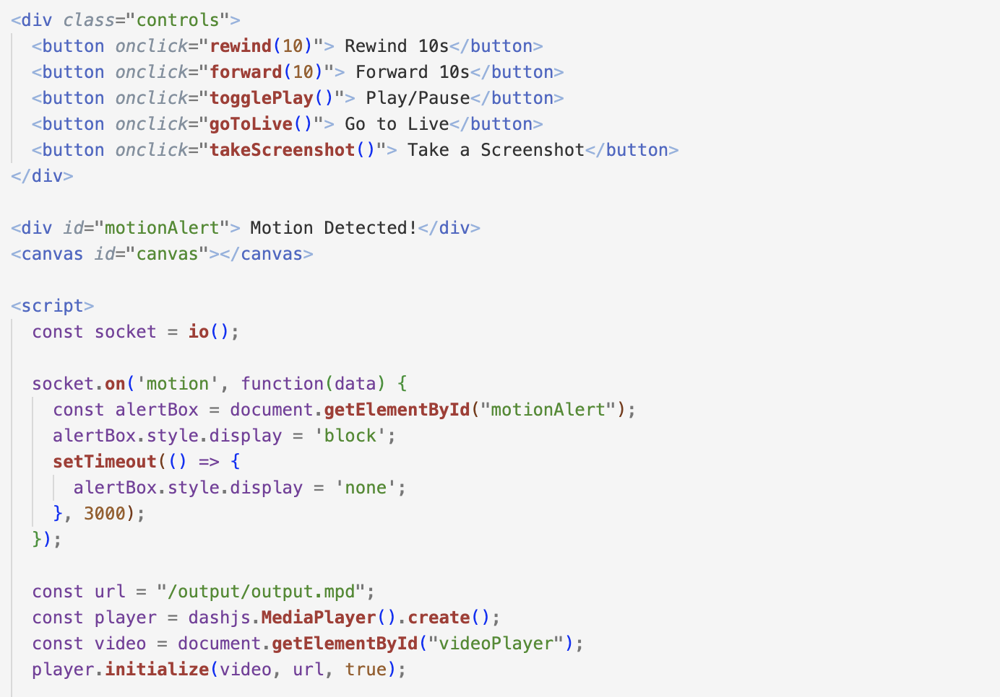 <div class="controls">
  <button onclick="rewind(10)"> Rewind 10s</button>
  <button onclick="forward(10)"> Forward 10s</button>
  <button onclick="togglePlay()"> Play/Pause</button>
  <button onclick="goToLive()"> Go to Live</button>
  <button onclick="takeScreenshot()"> Take a Screenshot</button>
</div>

<div id="motionAlert"> Motion Detected!</div>
<canvas id="canvas"></canvas>

<script>
  const socket = io();

  socket.on('motion', function(data) {
    const alertBox = document.getElementById("motionAlert");
    alertBox.style.display = 'block';
    setTimeout(() => {
      alertBox.style.display = 'none';
    }, 3000);
  });

  const url = "/output/output.mpd";
  const player = dashjs.MediaPlayer().create();
  const video = document.getElementById("videoPlayer");
  player.initialize(video, url, true);